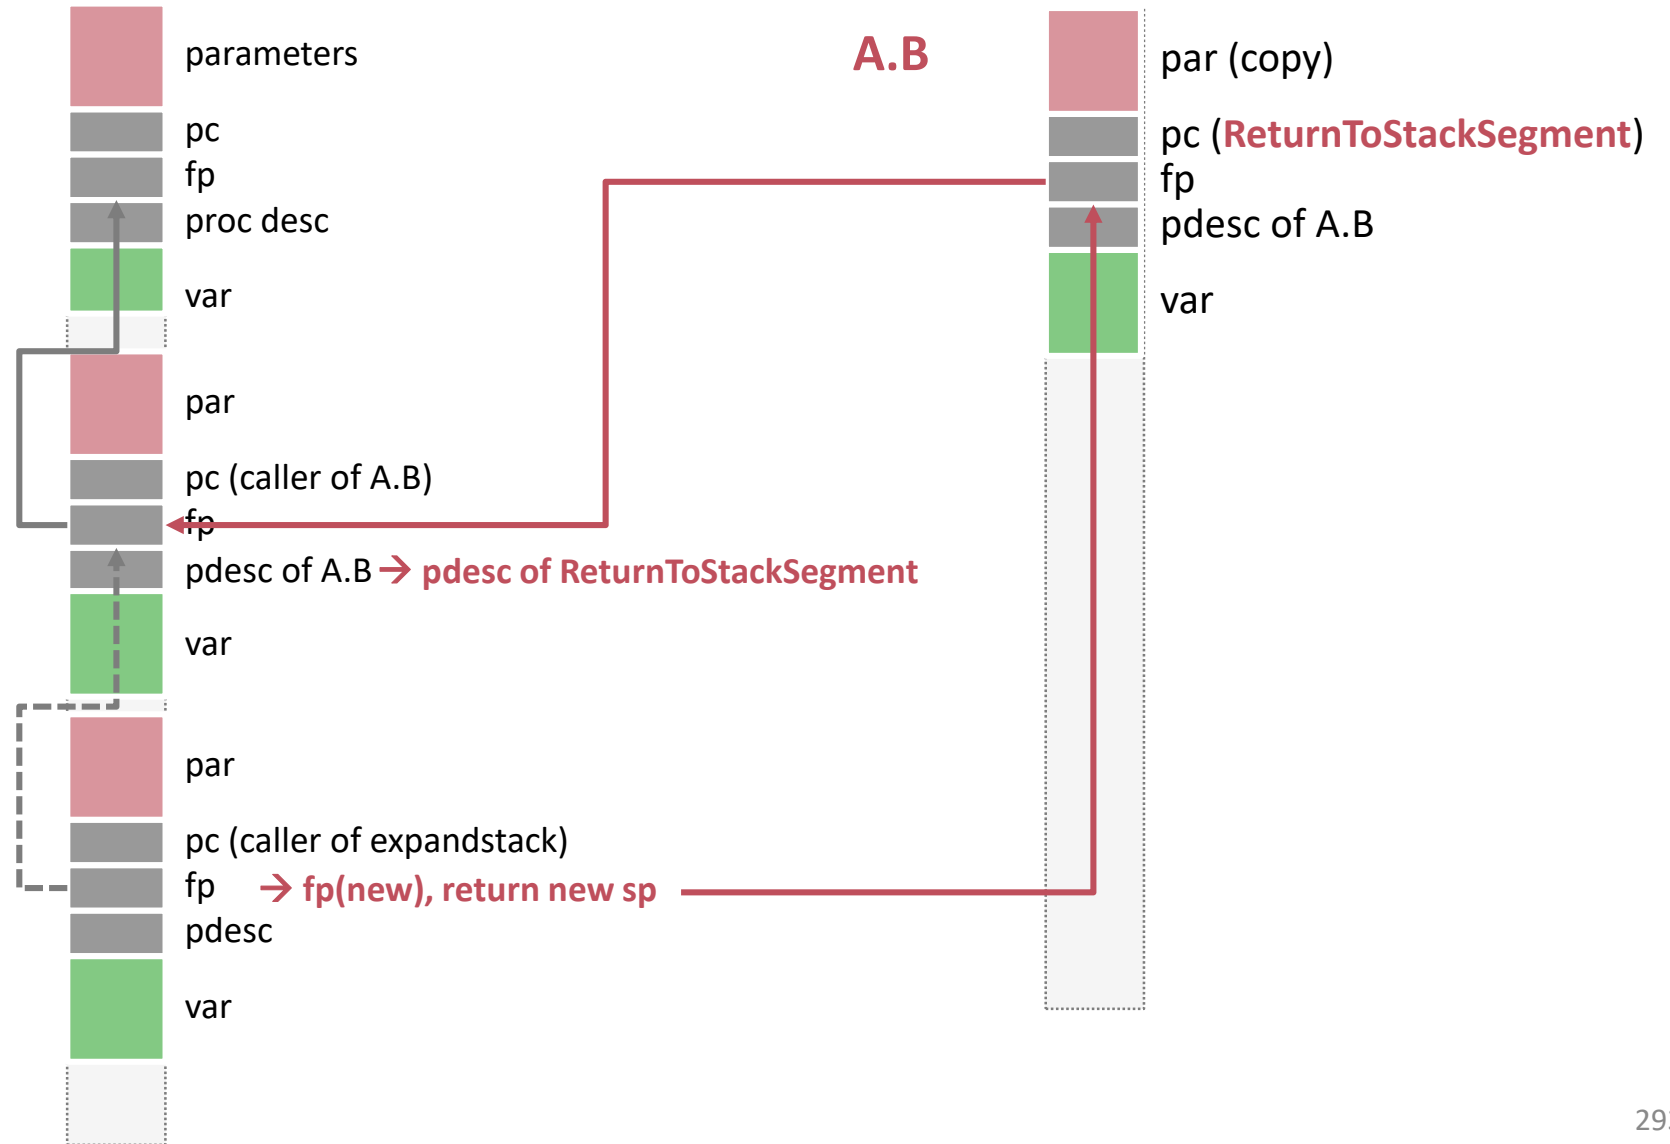 parameters
pc
fp
proc desc
var
par
pc (caller of A.B)
fp
pdesc of A.B → pdesc of ReturnToStackSegment
var
par
pc (caller of expandstack)
fp → fp(new), return new sp
pdesc
var
A.B
par (copy)
pc (ReturnToStackSegment)
fp
pdesc of A.B
var